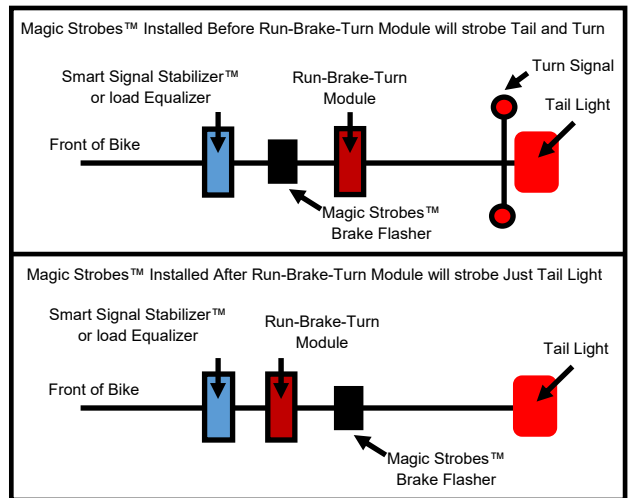 Magic Strobes™ Installed Before Run-Brake-Turn Module will strobe Tail and Turn
Smart Signal Stabilizer™
or load Equalizer
Run-Brake-Turn
Module
Turn Signal
Tail Light
Front of Bike
Magic Strobes™
Brake Flasher
Magic Strobes™ Installed After Run-Brake-Turn Module will strobe Just Tail Light
Smart Signal Stabilizer™
or load Equalizer
Run-Brake-Turn
Module
Tail Light
Front of Bike
Magic Strobes™
Brake Flasher